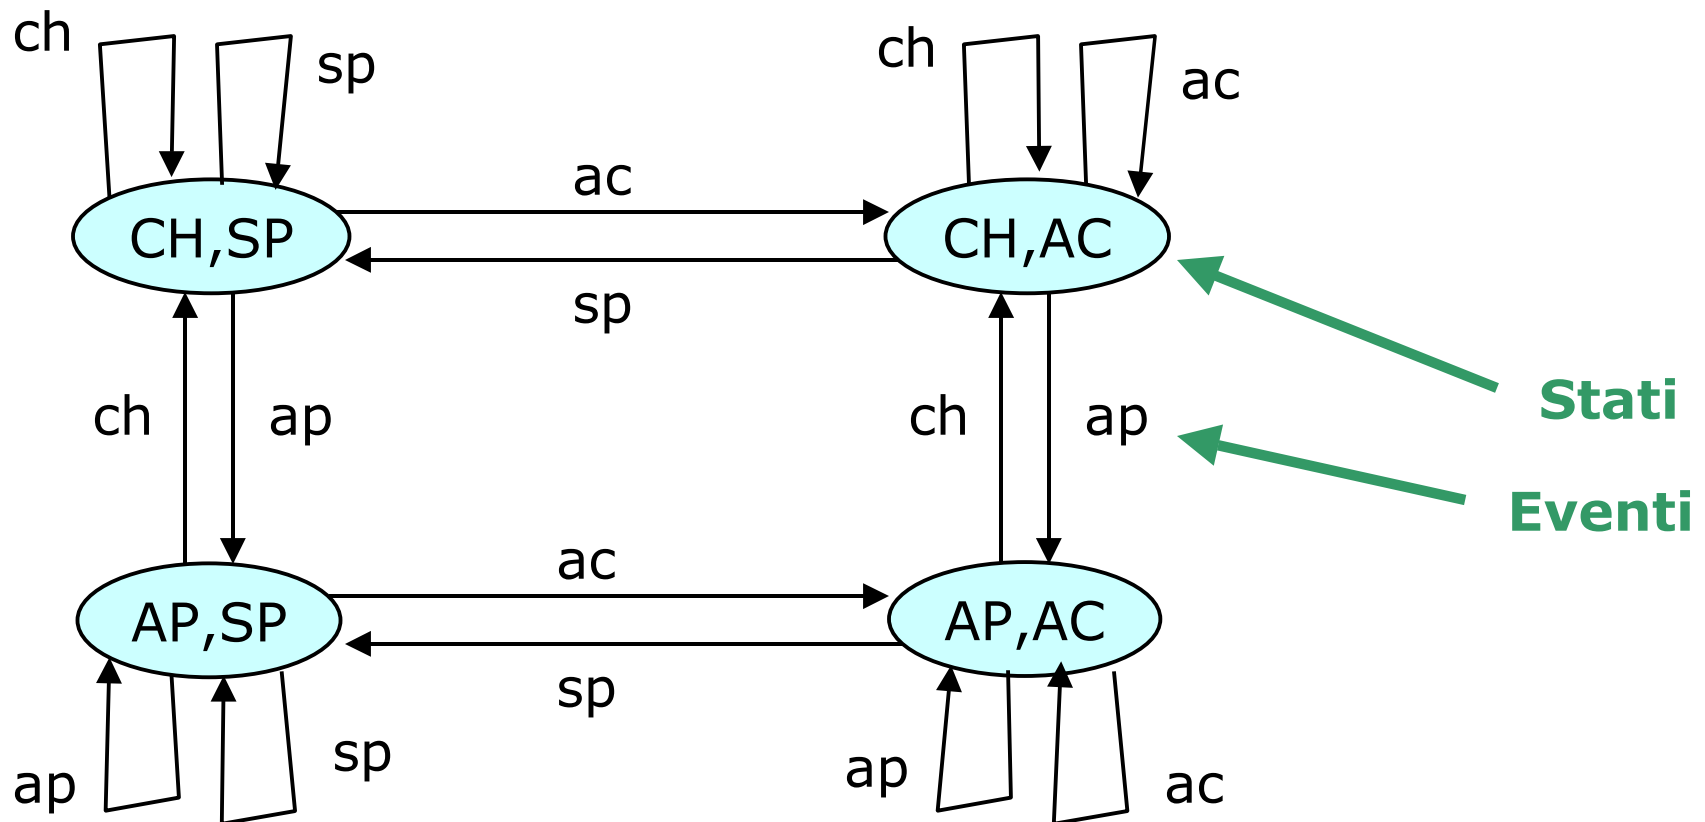 ch
sp
ch
ac
ac
CH,SP
CH,AC
sp
ch
ap
ch
ap
Stati
Eventi
ac
AP,SP
AP,AC
sp
ap
sp
ap
ac